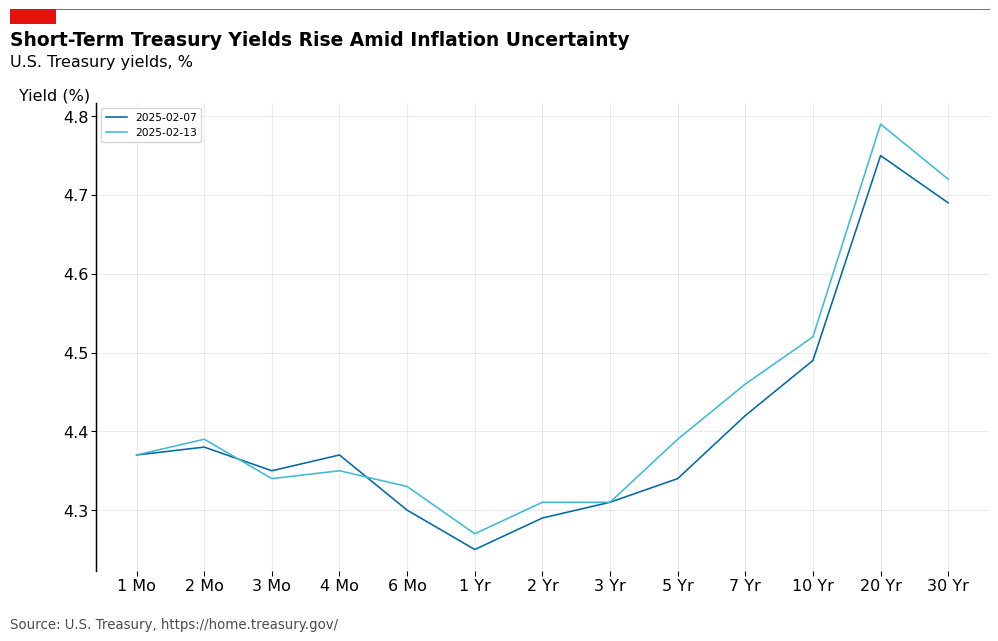 Short-Term Treasury Yields Rise Amid Inflation Uncertainty
U.S. Treasury yields, %
Yield (%)
2025-02-07
2025-02-13
4.8
4.7
4.6
4.5
4.4
4.3
1 Mo 2 Mo 3 Mo 4 Mo 6 Mo 1 Yr 2 Yr 3 Yr 5 Yr 7 Yr 10 Yr 20 Yr 30 Yr
Source: U.S. Treasury, https://home.treasury.gov/